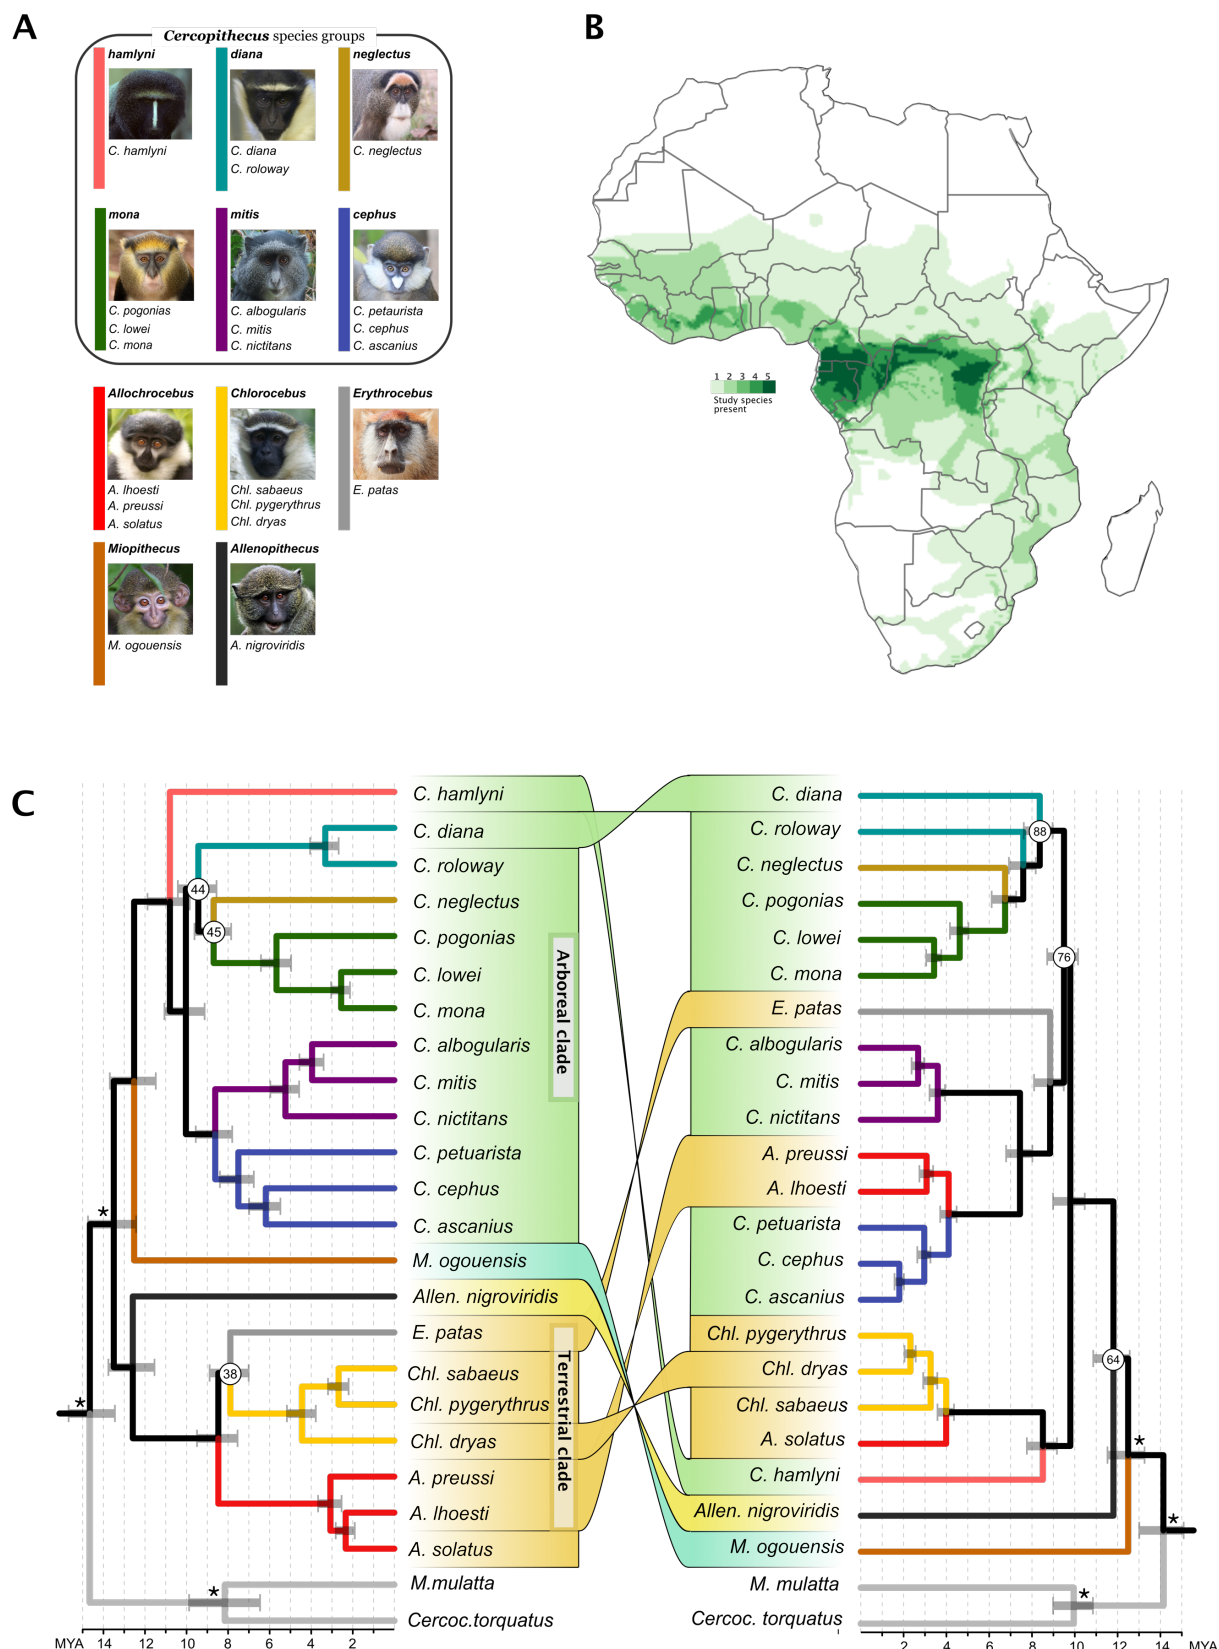 A
B
Cercopithecus species groups
hamlyni
diana
neglectus
C. hamlyni
C. diana
C. neglectus
C. roloway
mona
mitis
cephus
C. pogonias
C. albogularis
C. petaurista
C. lowei
C. mitis
C. cephus
C. mona
C. nictitans
C. ascanius
Allochrocebus
Chlorocebus
Erythrocebus
A. lhoesti
Chl. sabaeus
E. patas
A. preussi
Chl. pygerythrus
A. solatus
Chl. dryas
Miopithecus
Allenopithecus
M. ogouensis
A. nigroviridis
1 2 3 4 5
Study species
present
C
C. hamlyni
C. diana
C. roloway
C. neglectus
C. pogonias
C. lowei
C. mona
C. albogularis
C. mitis
C. nictitans
C. petuarista
C. cephus
C. ascanius
M. ogouensis
Allen. nigroviridis
E. patas
Chl. sabaeus
Chl. pygerythrus
Chl. dryas
A. preussi
A. lhoesti
A. solatus
M.mulatta
Cercoc.torquatus
44
45
38
*
*
*
Arboreal clade
Terrestrial clade
MYA 14 12 10 8 6 4 2
C. diana
C. roloway
C. neglectus
C. pogonias
C. lowei
C. mona
E. patas
C. albogularis
C. mitis
C. nictitans
A. preussi
A. lhoesti
C. petuarista
C. cephus
C. ascanius
Chl. pygerythrus
Chl. dryas
Chl. sabaeus
A. solatus
C. hamlyni
Allen. nigroviridis
M. ogouensis
M. mulatta
Cercoc. torquatus
88
76
64
*
*
*
2 4 6 8 10 12 14 MYA